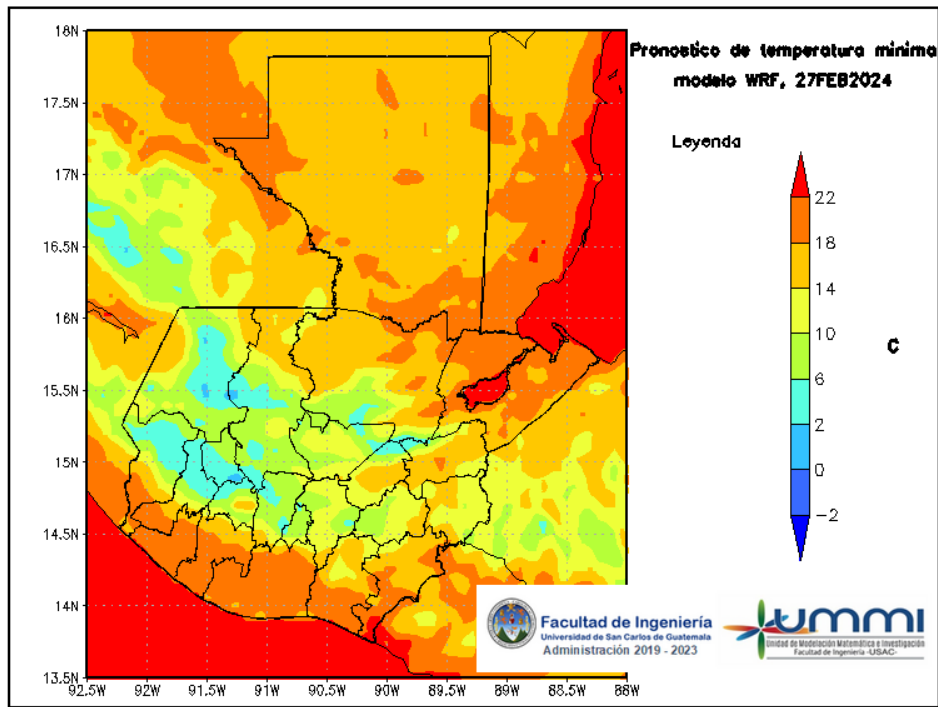 Pronostico de temperatura minima
modelo WRF, 27FEB2024
Leyenda
22
18
14
10
6
2
0
−2
C
18N
17.5N
17N
16.5N
16N
15.5N
15N
14.5N
14N
13.5N
92.5W
92W
91.5W
91W
90.5W
90W
89.5W
89W
88.5W
88W
Facultad de Ingeniería
Universidad de San Carlos de Guatemala
Administración 2019 - 2023
ummi
Unidad de Modelación Matemática e Investigación
Facultad de Ingeniería -USAC-